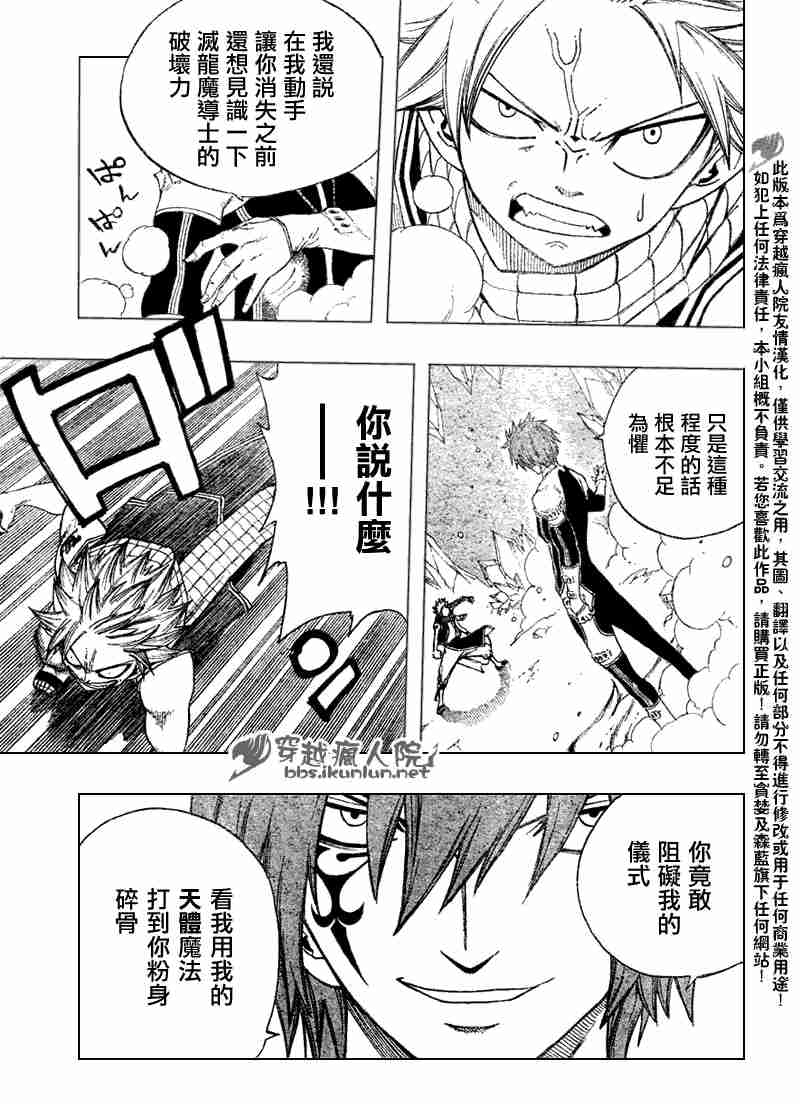 我還説
在我動手
讓你消失之前
還想見識一下
滅龍魔導士的
破壞力
ぱん
ぱん
只是這種
程度的話
根本不足
為懼
你說什麼
——!!!
ダッ
你竟敢
阻礙我的
儀式
看我用我的
天體魔法
打到你粉身
碎骨
穿越瘋人院
bbs.ikunlun.net
此版本爲穿越瘋人院友情漢化，僅供學習交流之用，其圖、翻譯以及任何部分不得進行修改或用于任何商業用途！
如犯上任何法律責任，本小組概不負責。若您喜歡此作品，請購買正版！請勿轉至貪婪及森藍旗下任何網站！